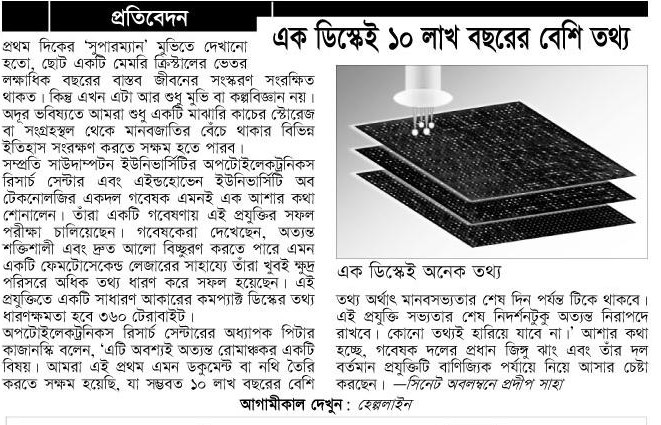 প্রতিবেদন
এক ডিস্কেই ১০ লাখ বছরের বেশি তথ্য
প্রথম দিকের ‘সুপারম্যান’ মুভিতে দেখানো
হতো, ছোট একটি মেমরি ক্রিস্টালের ভেতর
লক্ষাধিক বছরের বাস্তব জীবনের সংস্করণ সংরক্ষিত
থাকত। কিন্তু এখন এটা আর শুধু মুভি বা কল্পবিজ্ঞান নয়।
অদূর ভবিষ্যতে আমরা শুধু একটি মাঝারি কাচের স্টোরেজ
বা সংগ্রহস্থল থেকে মানবজাতির বেঁচে থাকার বিভিন্ন
ইতিহাস সংরক্ষণ করতে সক্ষম হতে পারব।
সম্প্রতি সাউদাম্পটন ইউনিভার্সিটির অপটোইলেকট্রনিকস
রিসার্চ সেন্টার এবং এইন্ডহোভেন ইউনিভার্সিটি অব
টেকনোলজির একদল গবেষক এমনই এক আশার কথা
শোনালেন। তাঁরা একটি গবেষণায় এই প্রযুক্তির সফল
পরীক্ষা চালিয়েছেন। গবেষকেরা দেখেছেন, অত্যন্ত
শক্তিশালী এবং দ্রুত আলো বিচ্ছুরণ করতে পারে এমন
একটি ফেমটোসেকেন্ড লেজারের সাহায্যে তাঁরা খুবই ক্ষুদ্র
পরিসরে অধিক তথ্য ধারণ করে সফল হয়েছেন। এই
প্রযুক্তিতে একটি সাধারণ আকারের কমপ্যাক্ট ডিস্কের তথ্য
ধারণক্ষমতা হবে ৩৬০ টেরাবাইট।
অপটোইলেকট্রনিকস রিসার্চ সেন্টারের অধ্যাপক পিটার
কাজানস্কি বলেন, ‘এটি অবশ্যই অত্যন্ত রোমাঞ্চকর একটি
বিষয়। আমরা এই প্রথম এমন ডকুমেন্ট বা নথি তৈরি
করতে সক্ষম হয়েছি, যা সম্ভবত ১০ লাখ বছরের বেশি
এক ডিস্কেই অনেক তথ্য
তথ্য অর্থাৎ মানবসভ্যতার শেষ দিন পর্যন্ত টিকে থাকবে।
এই প্রযুক্তি সভ্যতার শেষ নিদর্শনটুকু অত্যন্ত নিরাপদে
রাখবে। কোনো তথ্যই হারিয়ে যাবে না।’ আশার কথা
হচ্ছে, গবেষক দলের প্রধান জিঙ্গু ঝাং এবং তাঁর দল
বর্তমান প্রযুক্তিটি বাণিজ্যিক পর্যায়ে নিয়ে আসার চেষ্টা
করছেন। —সিনেট অবলম্বনে প্রদীপ সাহা
আগামীকাল দেখুন : হেল্পলাইন